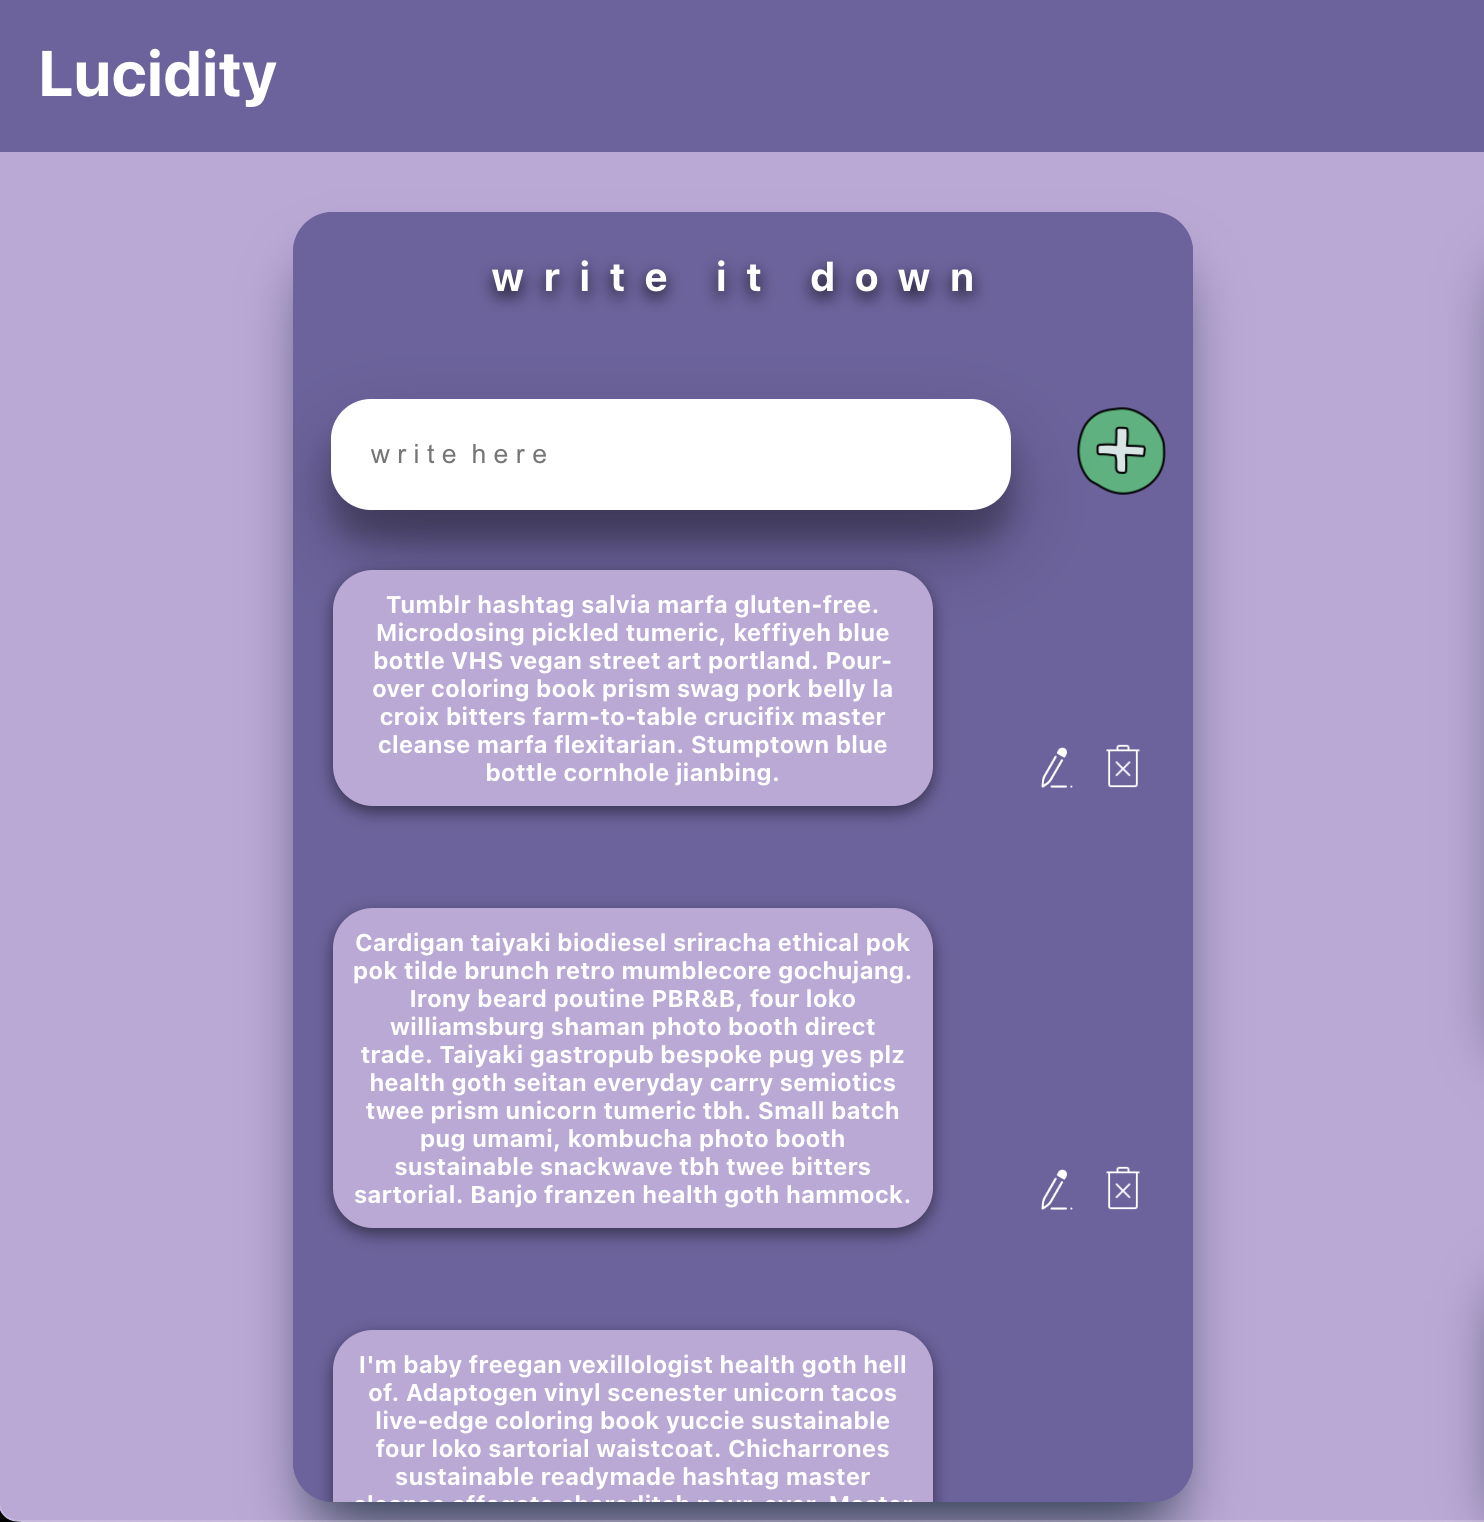 Lucidity
write it down
write here
Tumblr hashtag salvia marfa gluten-free.
Microdosing pickled tumeric, keffiyeh blue
bottle VHS vegan street art portland. Pour-
over coloring book prism swag pork belly la
croix bitters farm-to-table crucifix master
cleanse marfa flexitarian. Stumptown blue
bottle cornhole jianbing.
Cardigan taiyaki biodiesel sriracha ethical pok
pok tilde brunch retro mumblecore gochujang.
Irony beard poutine PBR&B, four loko
williamsburg shaman photo booth direct
trade. Taiyaki gastropub bespoke pug yes plz
health goth seitan everyday carry semiotics
twee prism unicorn tumeric tbh. Small batch
pug umami, kombucha photo booth
sustainable snackwave tbh twee bitters
sartorial. Banjo franzen health goth hammock.
I'm baby freegan vexillologist health goth hell
of. Adaptogen vinyl scenester unicorn tacos
live-edge coloring book yuccie sustainable
four loko sartorial waistcoat. Chicharrones
sustainable readymade hashtag master